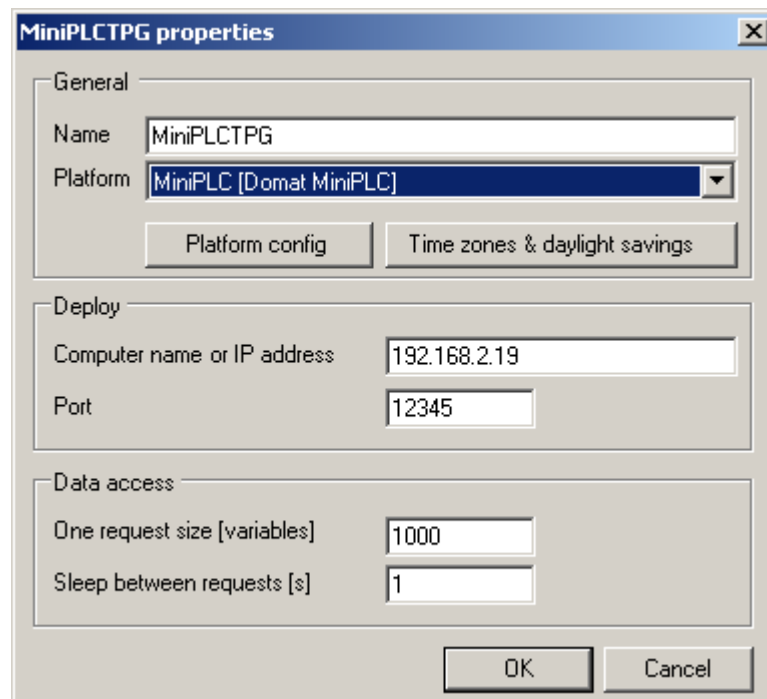 MiniPLCTPG properties
General
Name MiniPLCTPG
Platform MiniPLC [Domat MiniPLC]
Platform config Time zones & daylight savings
Deploy
Computer name or IP address 192.168.2.19
Port 12345
Data access
One request size [variables] 1000
Sleep between requests [s] 1
OK Cancel